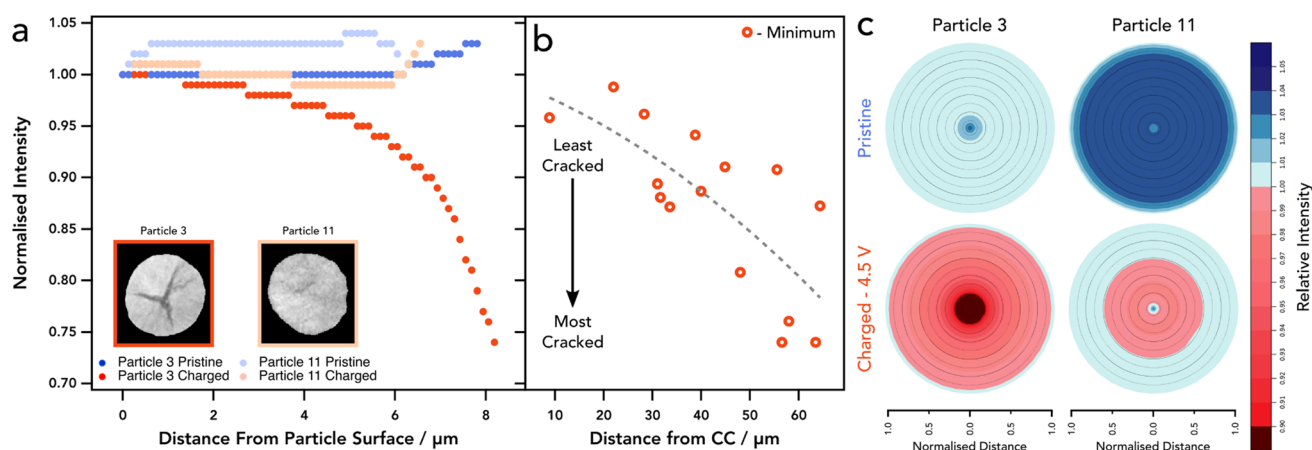 a
1.05
1.00
0.95
0.90
0.85
0.80
0.75
0.70
Normalised Intensity
Particle 3
Particle 11
Particle 3 Pristine
Particle 3 Charged
Particle 11 Pristine
Particle 11 Charged
0 2 4 6 8
Distance From Particle Surface / µm
b
- Minimum
Least
Cracked
Most
Cracked
10 20 30 40 50 60
Distance from CC / µm
c
Particle 3 Particle 11
Pristine
Charged - 4.5 V
1.0 0.5 0.0 0.5 1.0
Normalised Distance
1.0 0.5 0.0 0.5 1.0
Normalised Distance
1.05
1.04
1.03
1.02
1.01
1.00
0.99
0.98
0.97
0.96
0.95
0.94
0.93
0.92
0.91
0.90
Relative Intensity